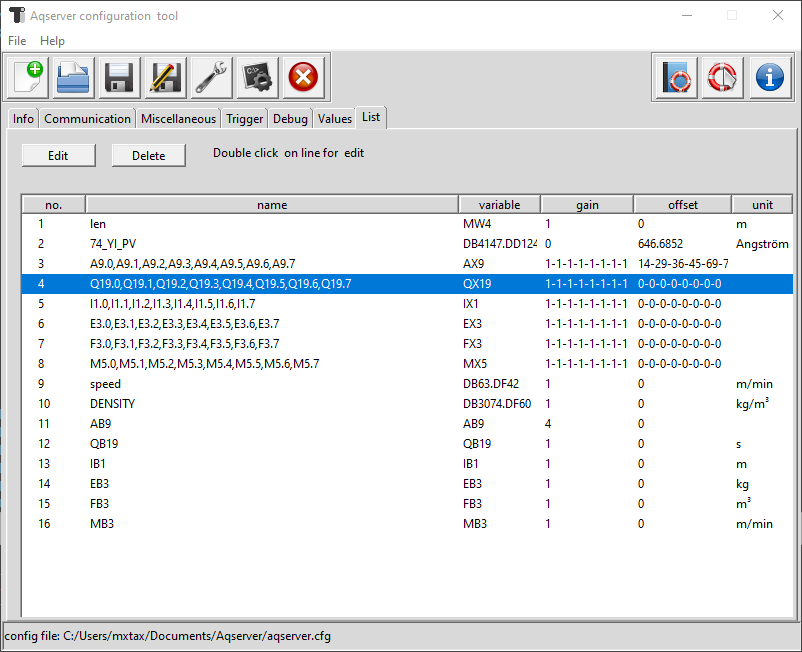 Aqserver configuration tool
File Help
Info Communication Miscellaneous Trigger Debug Values List
Edit Delete Double click on line for edit
no. name variable gain offset unit
1 len MW4 1 0 m
2 74_YI_PV DB4147.DD124 0 646.6852 Angström
3 A9.0,A9.1,A9.2,A9.3,A9.4,A9.5,A9.6,A9.7 AX9 1-1-1-1-1-1-1-1 14-29-36-45-69-7
4 Q19.0,Q19.1,Q19.2,Q19.3,Q19.4,Q19.5,Q19.6,Q19.7 QX19 1-1-1-1-1-1-1-1 0-0-0-0-0-0-0-0
5 I1.0,I1.1,I1.2,I1.3,I1.4,I1.5,I1.6,I1.7 IX1 1-1-1-1-1-1-1-1 0-0-0-0-0-0-0-0
6 E3.0,E3.1,E3.2,E3.3,E3.4,E3.5,E3.6,E3.7 EX3 1-1-1-1-1-1-1-1 0-0-0-0-0-0-0-0
7 F3.0,F3.1,F3.2,F3.3,F3.4,F3.5,F3.6,F3.7 FX3 1-1-1-1-1-1-1-1 0-0-0-0-0-0-0-0
8 M5.0,M5.1,M5.2,M5.3,M5.4,M5.5,M5.6,M5.7 MX5 1-1-1-1-1-1-1-1 0-0-0-0-0-0-0-0
9 speed DB63.DF42 1 0 m/min
10 DENSITY DB3074.DF60 1 0 kg/m³
11 AB9 AB9 4 0
12 QB19 QB19 1 0 s
13 IB1 IB1 1 0 m
14 EB3 EB3 1 0 kg
15 FB3 FB3 1 0 m³
16 MB3 MB3 1 0 m/min
config file: C:/Users/mxtax/Documents/Aqserver/aqserver.cfg